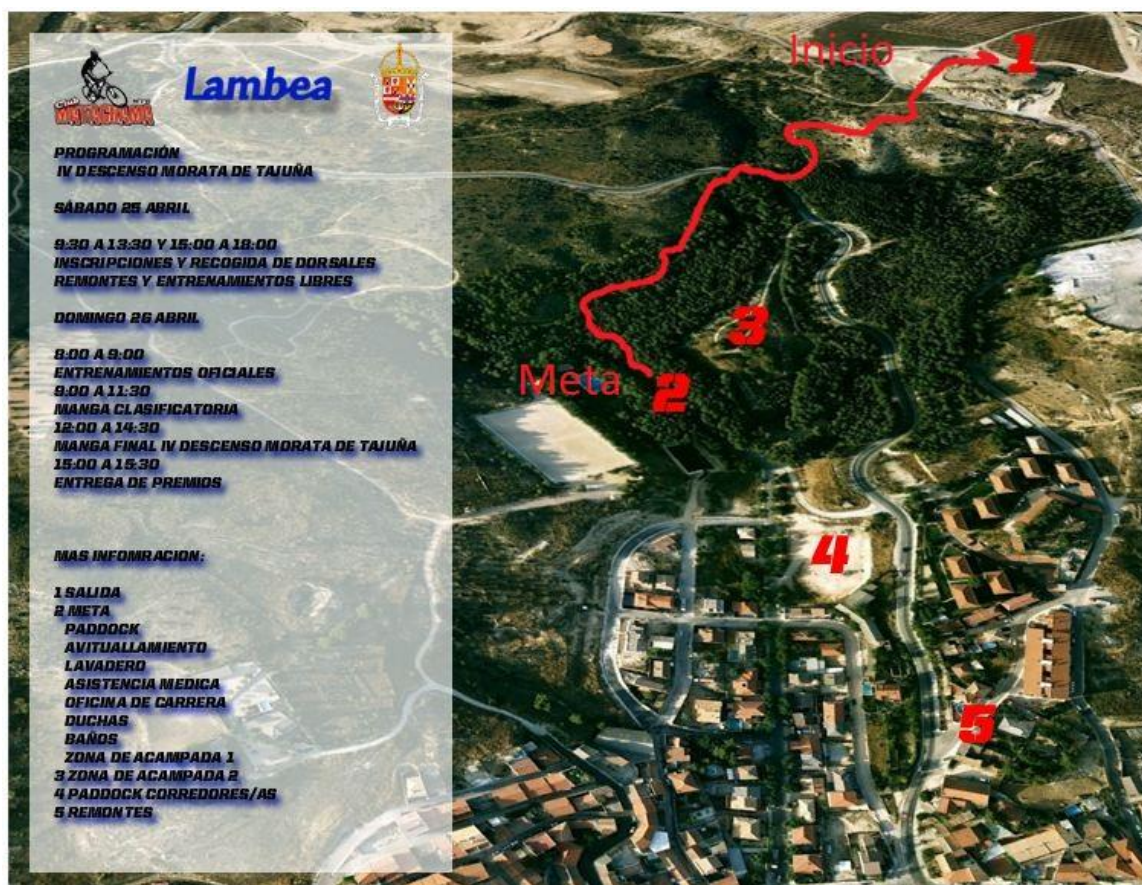 Club MTB
Lambea
PROGRAMACIÓN
IV DESCENSO MORATA DE TAJUÑA
SÁBADO 25 ABRIL
9:30 A 13:30 Y 15:00 A 18:00
INSCRIPCIONES Y RECOGIDA DE DORSALES
REMONTES Y ENTRENAMIENTOS LIBRES
DOMINGO 26 ABRIL
8:00 A 9:00
ENTRENAMIENTOS OFICIALES
9:00 A 11:30
MANGA CLASIFICATORIA
12:00 A 14:30
MANGA FINAL IV DESCENSO MORATA DE TAJUÑA
15:00 A 15:30
ENTREGA DE PREMIOS
MAS INFOMRACION:
1 SALIDA
2 META
PADDOCK
AVITUALLAMIENTO
LAVADERO
ASISTENCIA MEDICA
OFICINA DE CARRERA
DUCHAS
BAÑOS
ZONA DE ACAMPADA 1
3 ZONA DE ACAMPADA 2
4 PADDOCK CORREDORES/AS
5 REMONTES
Inicio 1
3
Meta 2
4
5